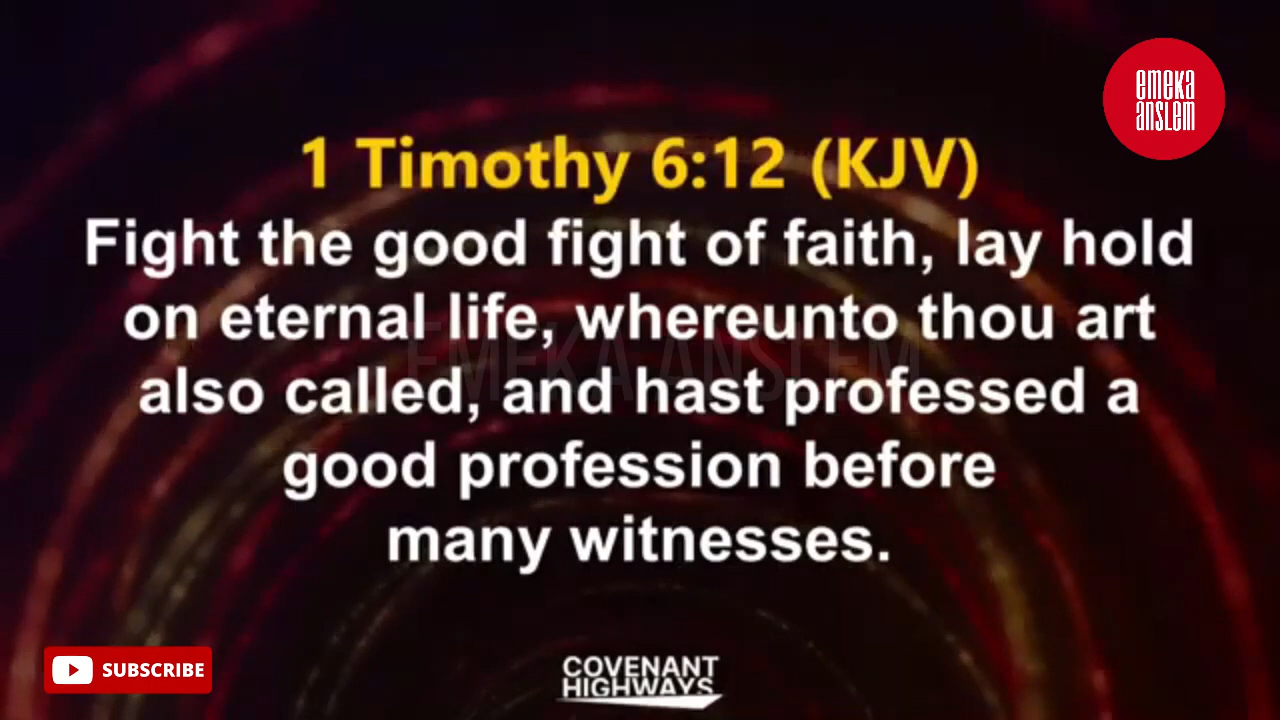 emeka
anslem
1 Timothy 6:12 (KJV)
Fight the good fight of faith, lay hold
on eternal life, whereunto thou art
EMEKA ANSLEM
also called, and hast professed a
good profession before
many witnesses.
SUBSCRIBE
COVENANT
HIGHWAYS